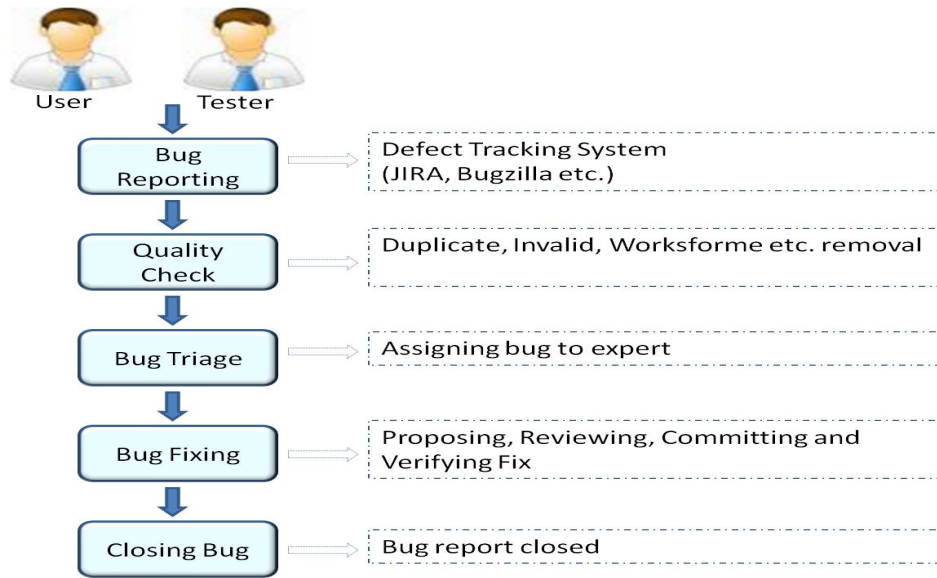 User
Tester
Bug
Reporting
Defect Tracking System
(JIRA, Bugzilla etc.)
Quality
Check
Duplicate, Invalid, Worksforme etc. removal
Bug Triage
Assigning bug to expert
Bug Fixing
Proposing, Reviewing, Committing and
Verifying Fix
Closing Bug
Bug report closed